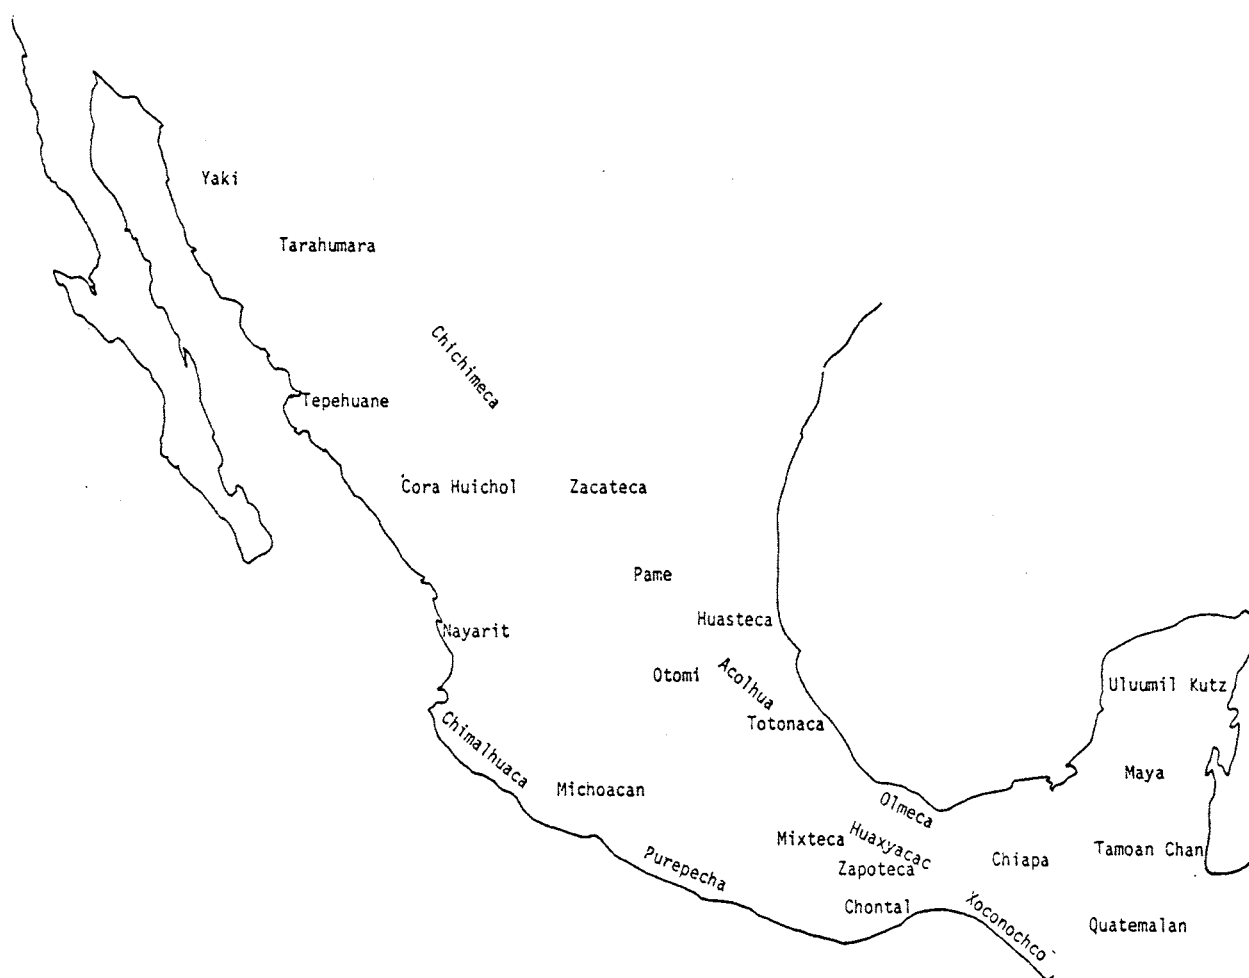 Yaki
Tarahumara
Chichimeca
Tepehuane
Cora Huichol
Zacateca
Pame
Huasteca
Nayarit
Otomi
Acolhua
Uluumil Kutz
Totonaca
Chimalhuaca
Maya
Michoacan
Olmeca
Mixteca
Huaxyacac
Tamoan Chan
Purepecha
Zapoteca
Chiapa
Chontal
Xoconochco
Quatemalan